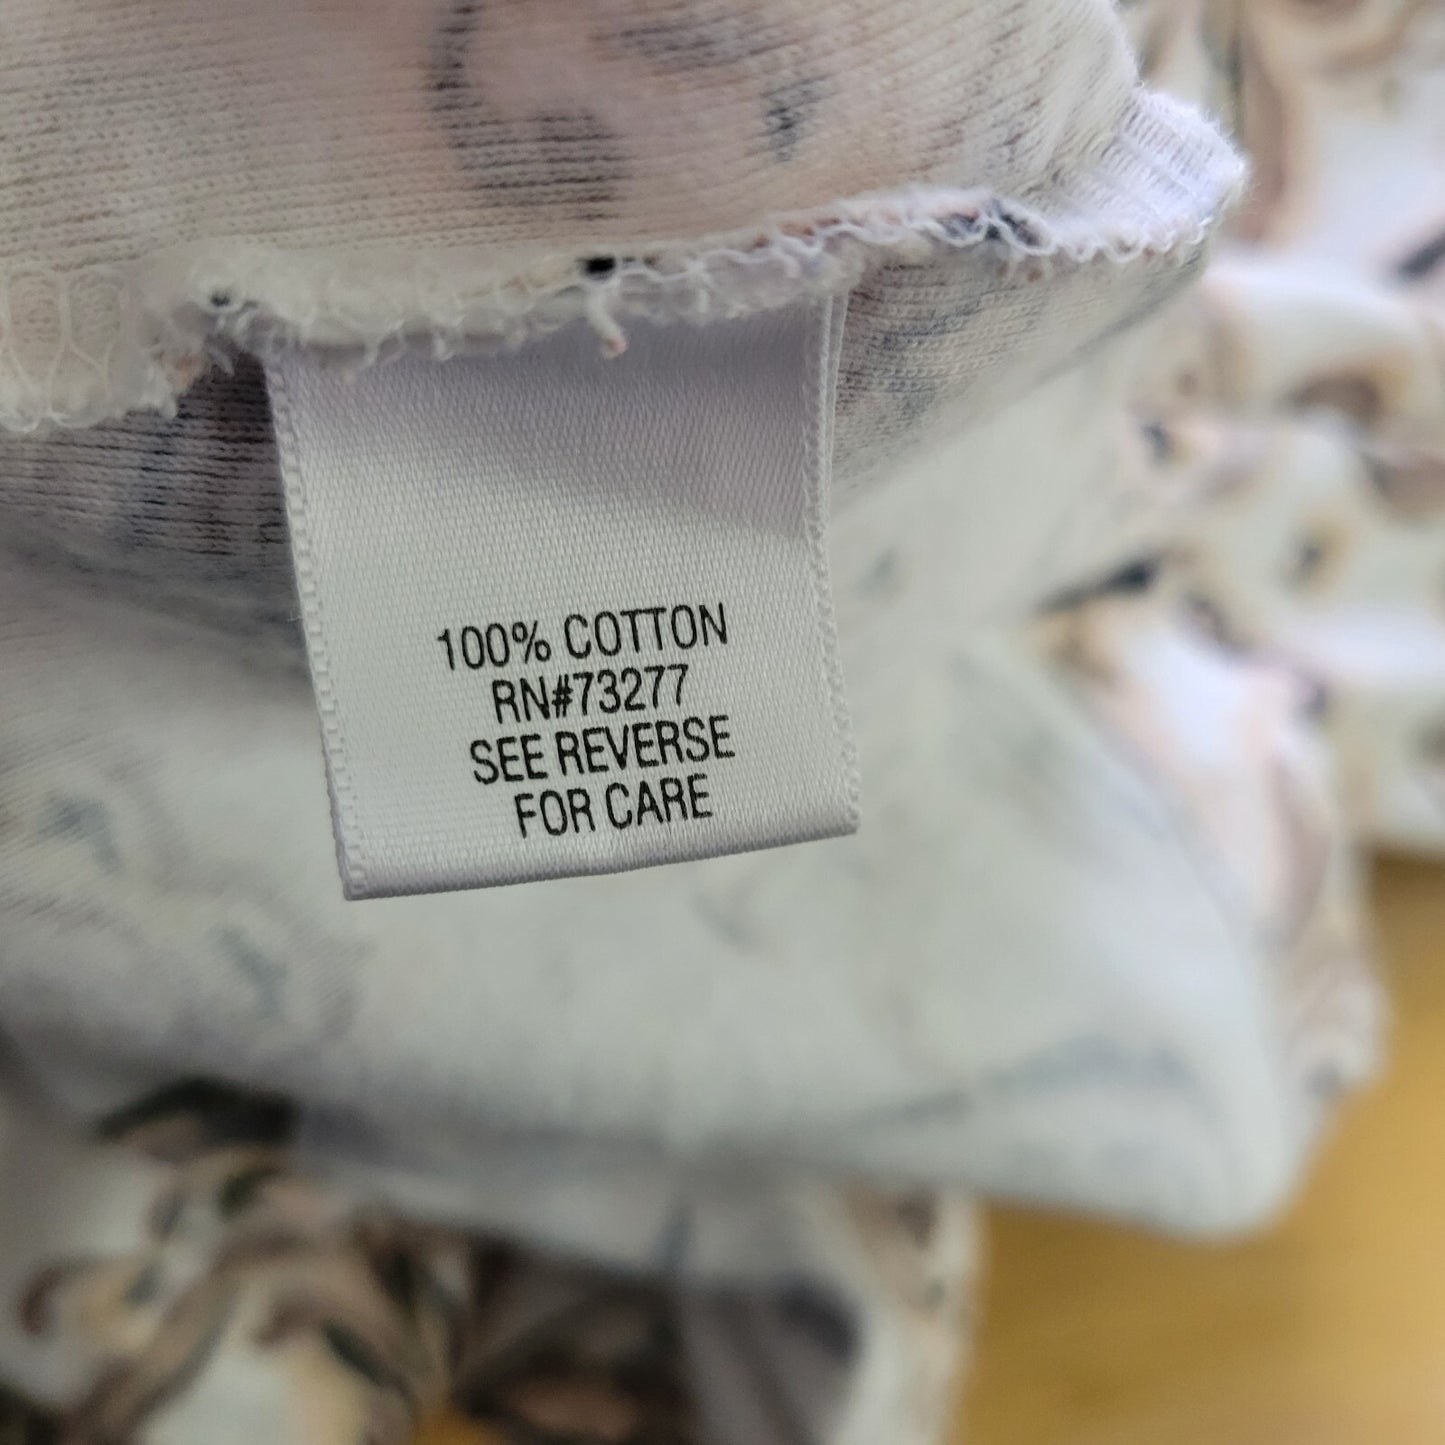 100% COTTON
RN#73277
SEE REVERSE
FOR CARE